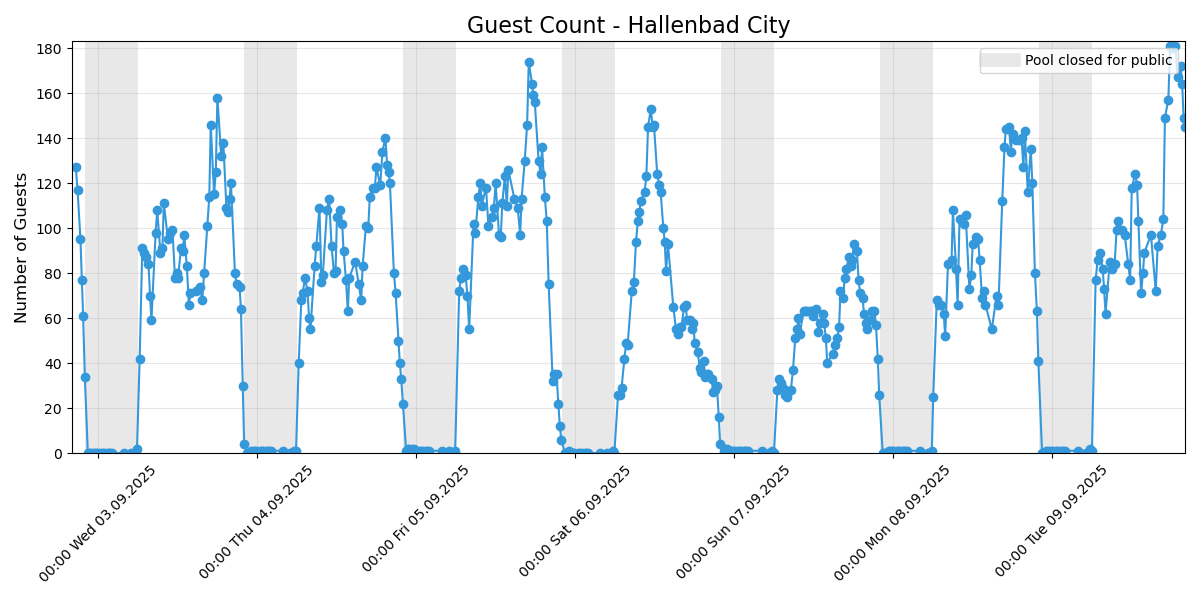 Guest Count - Hallenbad City
Pool closed for public
Number of Guests
180
160
140
120
100
80
60
40
20
0
00:00 Wed 03.09.2025
00:00 Thu 04.09.2025
00:00 Fri 05.09.2025
00:00 Sat 06.09.2025
00:00 Sun 07.09.2025
00:00 Mon 08.09.2025
00:00 Tue 09.09.2025